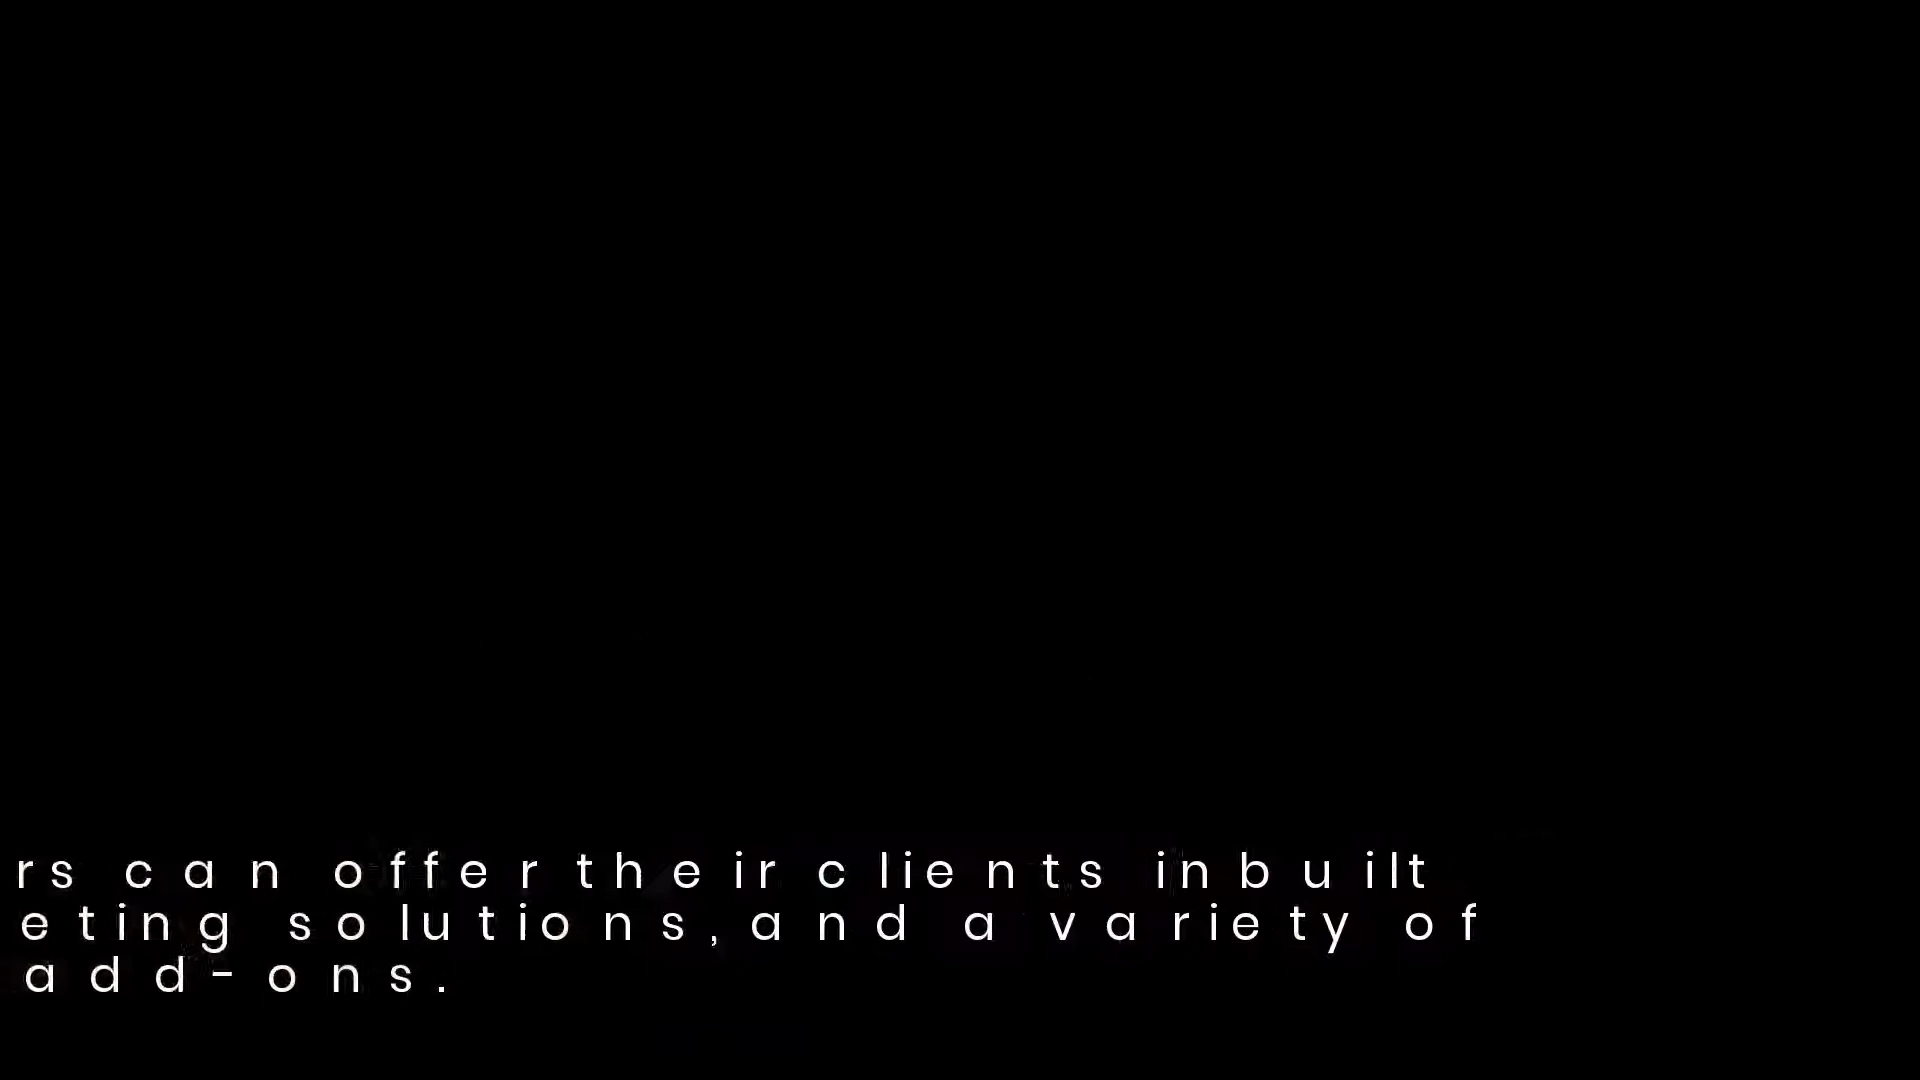 rs can offer their clients inbuilt
eting solutions, and a variety of
add-ons.